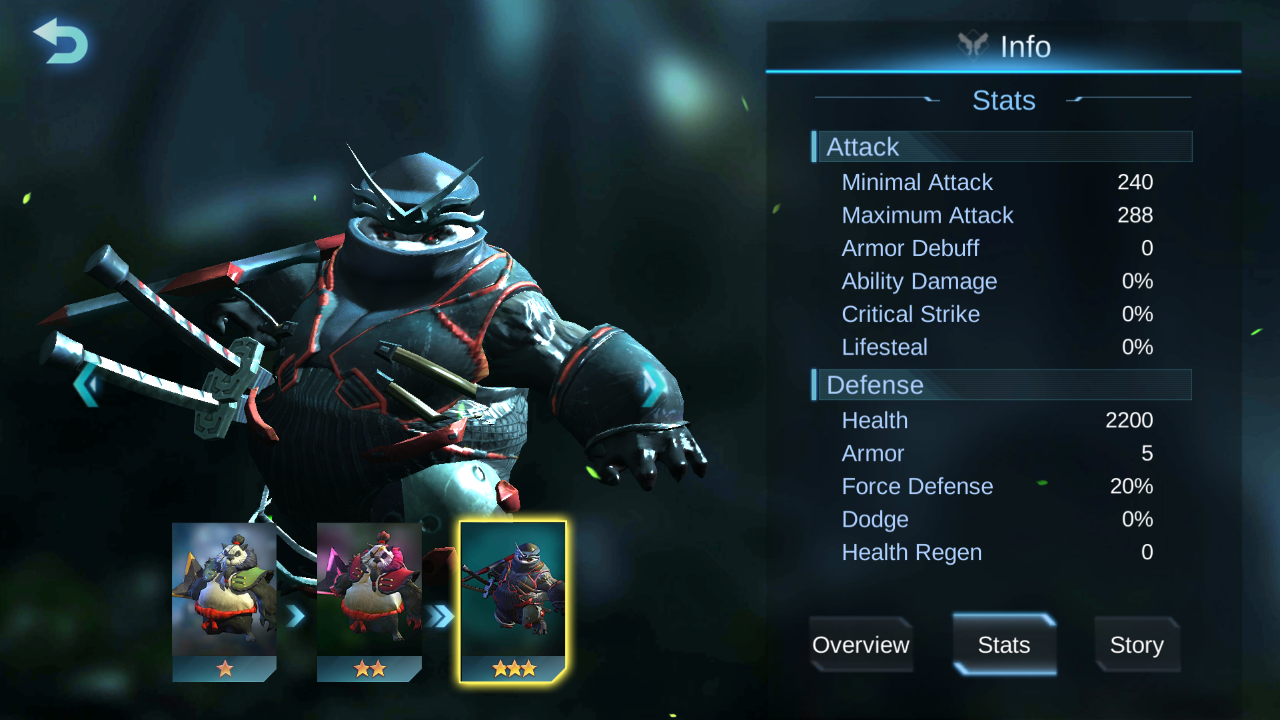 Info
Stats
Attack
Minimal Attack 240
Maximum Attack 288
Armor Debuff 0
Ability Damage 0%
Critical Strike 0%
Lifesteal 0%
Defense
Health 2200
Armor 5
Force Defense 20%
Dodge 0%
Health Regen 0
Overview Stats Story